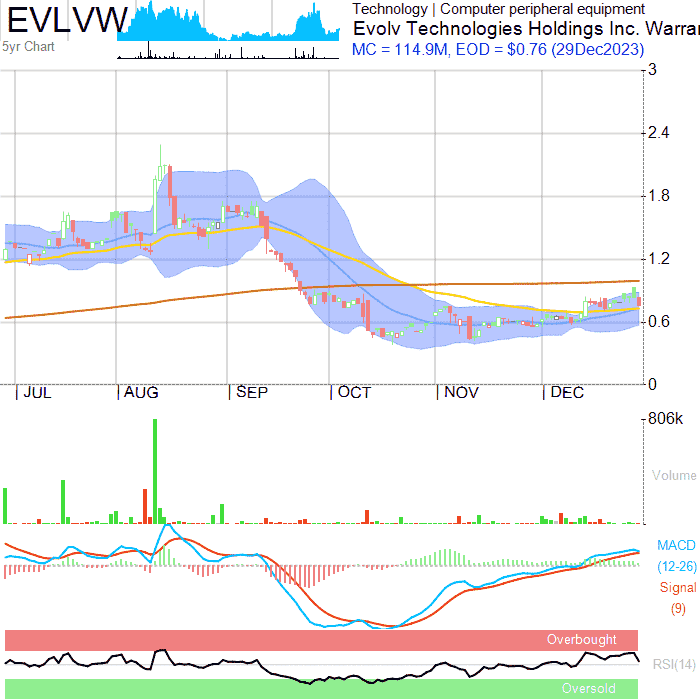 EVLVW
5yr Chart
Technology | Computer peripheral equipment
Evolv Technologies Holdings Inc. Warran
MC = 114.9M, EOD = $0.76 (29Dec2023)
3
2.4
1.8
1.2
0.6
0
JUL AUG SEP OCT NOV DEC
806k
Volume
MACD
(12-26)
Signal
(9)
Overbought
RSI(14)
Oversold